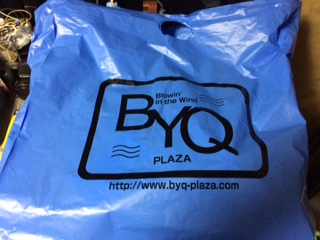 Blowin'
in the Wind
BYQ
PLAZA
http://www.byq-plaza.com